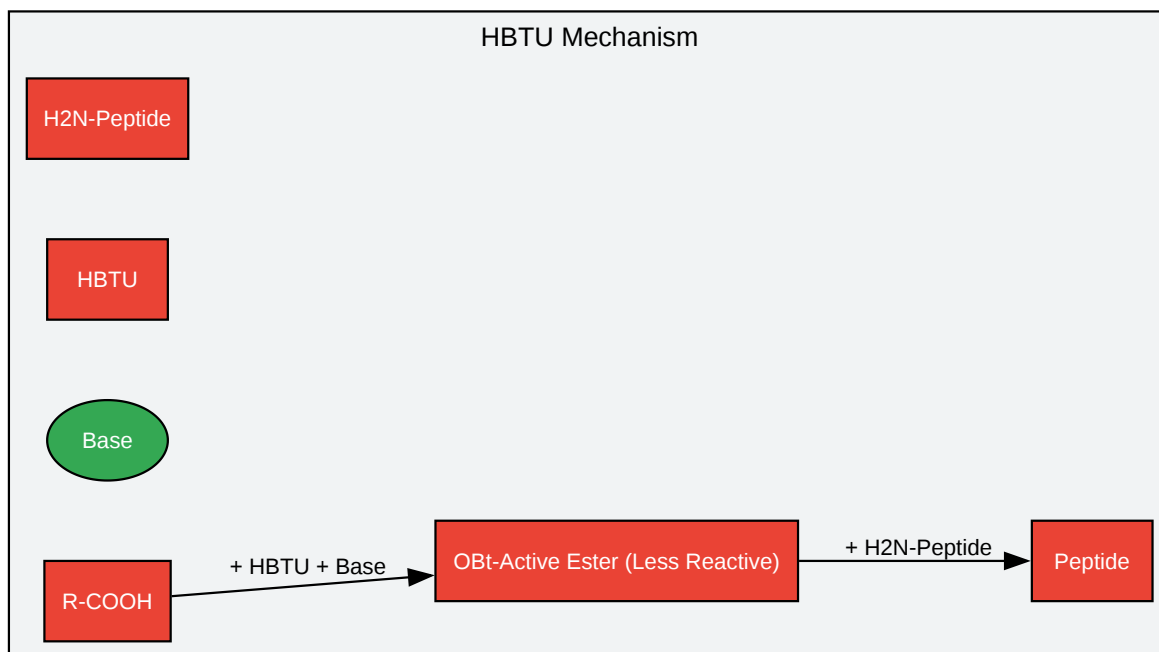 HBTU Mechanism
H2N-Peptide
HBTU
Base
R-COOH
+ HBTU + Base
OBt-Active Ester (Less Reactive)
+ H2N-Peptide
Peptide